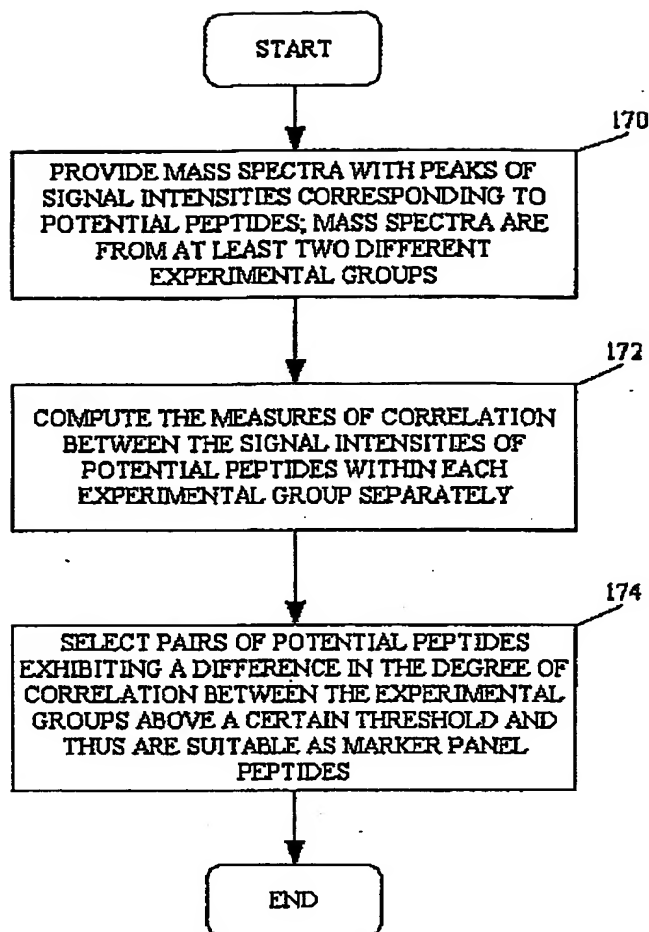 START
170
PROVIDE MASS SPECTRA WITH PEAKS OF
SIGNAL INTENSITIES CORRESPONDING TO
POTENTIAL PEPTIDES; MASS SPECTRA ARE
FROM AT LEAST TWO DIFFERENT
EXPERIMENTAL GROUPS
172
COMPUTE THE MEASURES OF CORRELATION
BETWEEN THE SIGNAL INTENSITIES OF
POTENTIAL PEPTIDES WITHIN EACH
EXPERIMENTAL GROUP SEPARATELY
174
SELECT PAIRS OF POTENTIAL PEPTIDES
EXHIBITING A DIFFERENCE IN THE DEGREE OF
CORRELATION BETWEEN THE EXPERIMENTAL
GROUPS ABOVE A CERTAIN THRESHOLD AND
THUS ARE SUITABLE AS MARKER PANEL
PEPTIDES
END